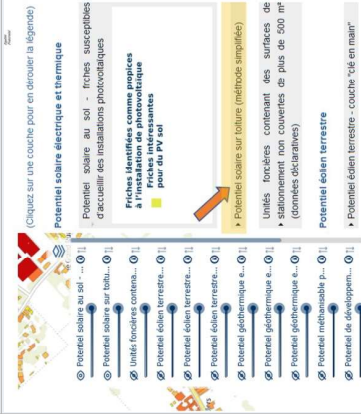 (Cliquez sur une couche pour en derouler la légende)
Potentiel solaire électrique et thermique
Potentiel solaire au sol - frches susceptibles
d'accueillir des installations photovoltaïques
Friches identifiées comme propices
à l'installation de photovoltaïque
Friches intéressantes
pour du PV sol
Potentiel solaire sur toiture (méthode simplifiée)
Unités foncières contenant des surfaces de
stationnement non couvertes de plus de 500 m²
(données déclaratives)
Potentiel éolien terrestre
Potentiel éolien terrestre - couche "clé en main"
Potentiel solaire au sol - ...
Potentiel solaire sur toitu...
Unités foncières contena...
Potentiel éolien terrestre...
Potentiel éolien terrestre...
Potentiel éolien terrestre...
Potentiel géothermique e...
Potentiel géothermique e...
Potentiel géothermique e...
Potentiel méthanisable p...
Potentiel de développem...